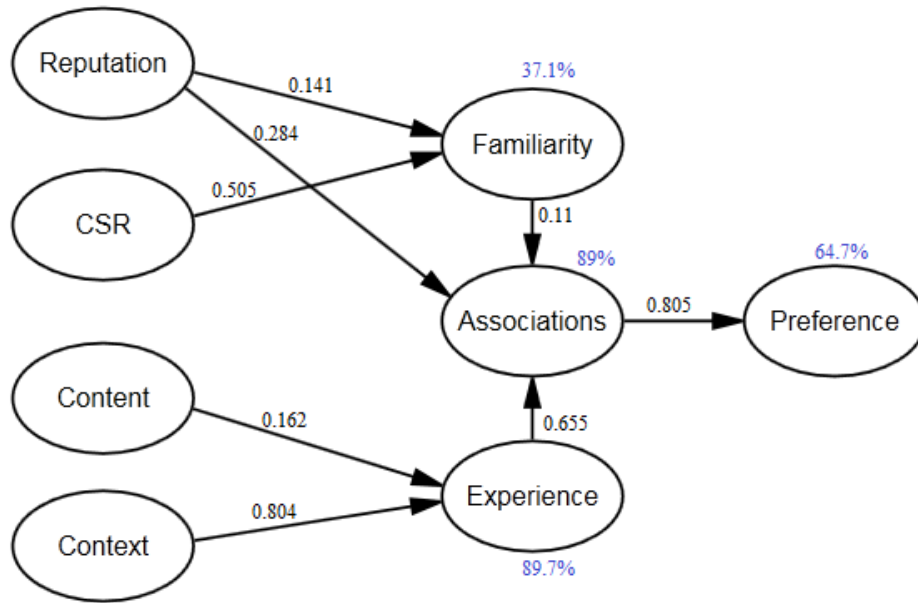 Reputation
0.141
37.1%
Familiarity
0.284
0.505
CSR
0.11
89%
64.7%
Associations
0.805
Preference
Content
0.162
0.655
Experience
0.804
Context
89.7%